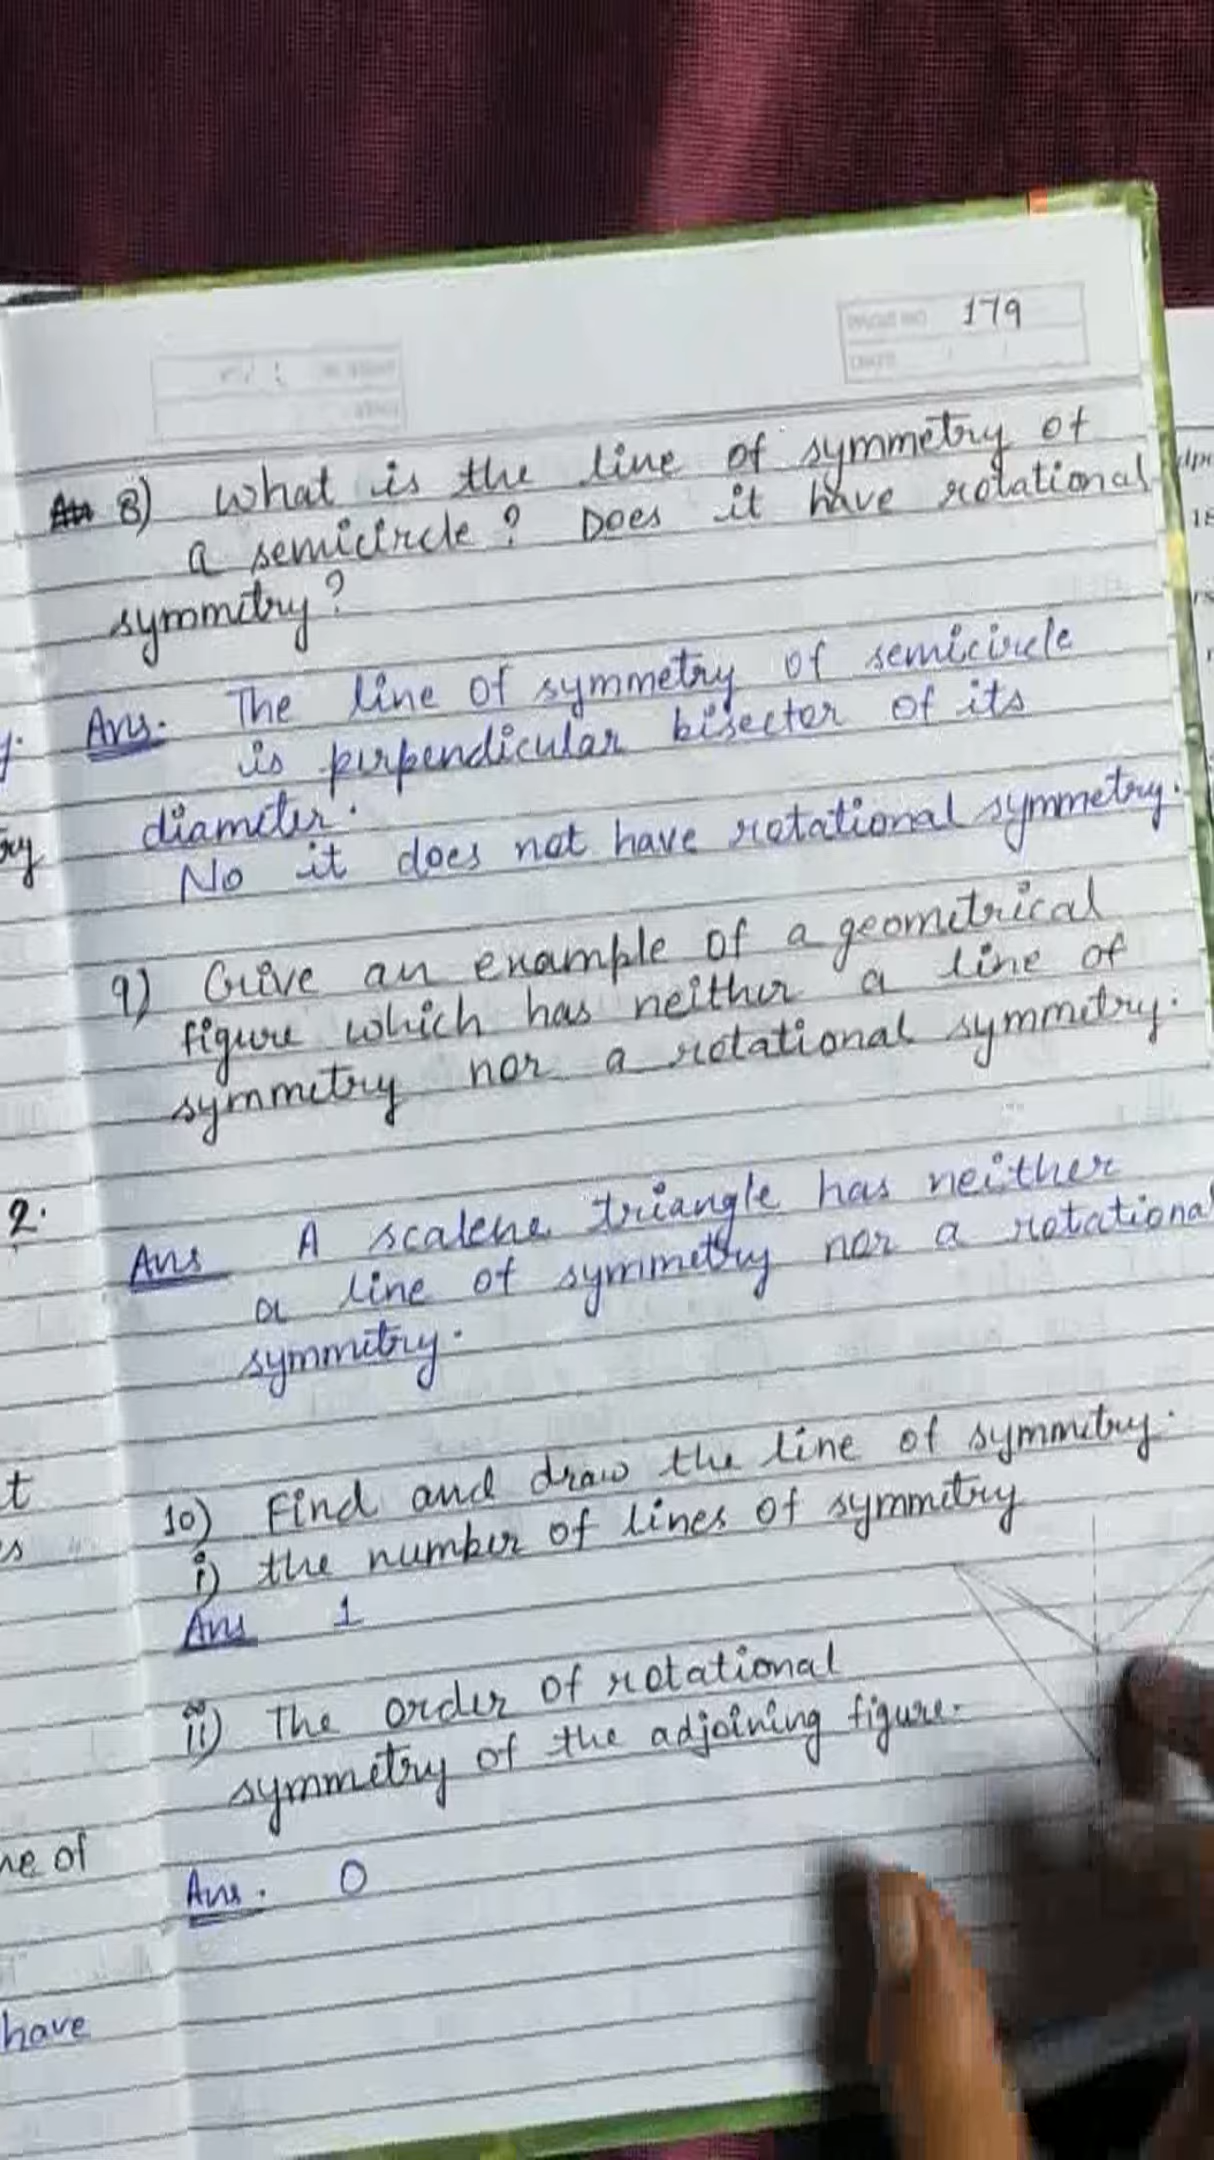 179
8) What is the line of symmetry of
a semicircle? Does it have rotational
symmetry?
Ans. The line of symmetry of semicircle
is perpendicular bisector of its
diameter.
No it does not have rotational symmetry.
9) Give an example of a geometrical
figure which has neither a line of
symmetry nor a rotational symmetry.
2.
Ans A scalene triangle has neither
a line of symmetry nor a rotational
symmetry.
10) Find and draw the line of symmetry.
i) the number of lines of symmetry
Ans 1
ii) The order of rotational
symmetry of the adjoining figure.
Ans. 0
ne of
have